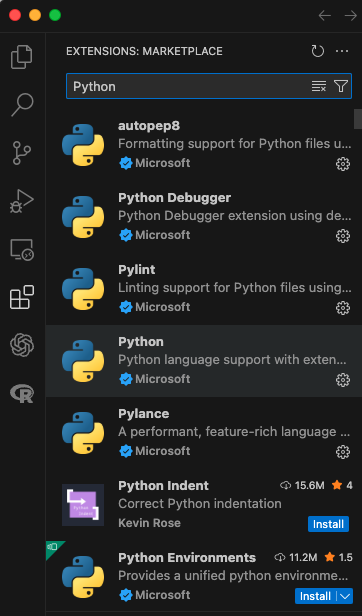 EXTENSIONS: MARKETPLACE
Python
autopep8
Formatting support for Python files u...
Microsoft
Python Debugger
Python Debugger extension using de...
Microsoft
Pylint
Linting support for Python files using...
Microsoft
Python
Python language support with exten...
Microsoft
Pylance
A performant, feature-rich language ...
Microsoft
Python Indent 15.6M 4
Correct Python indentation
Kevin Rose Install
Python Environments 11.2M 1.5
Provides a unified python environme...
Microsoft Install